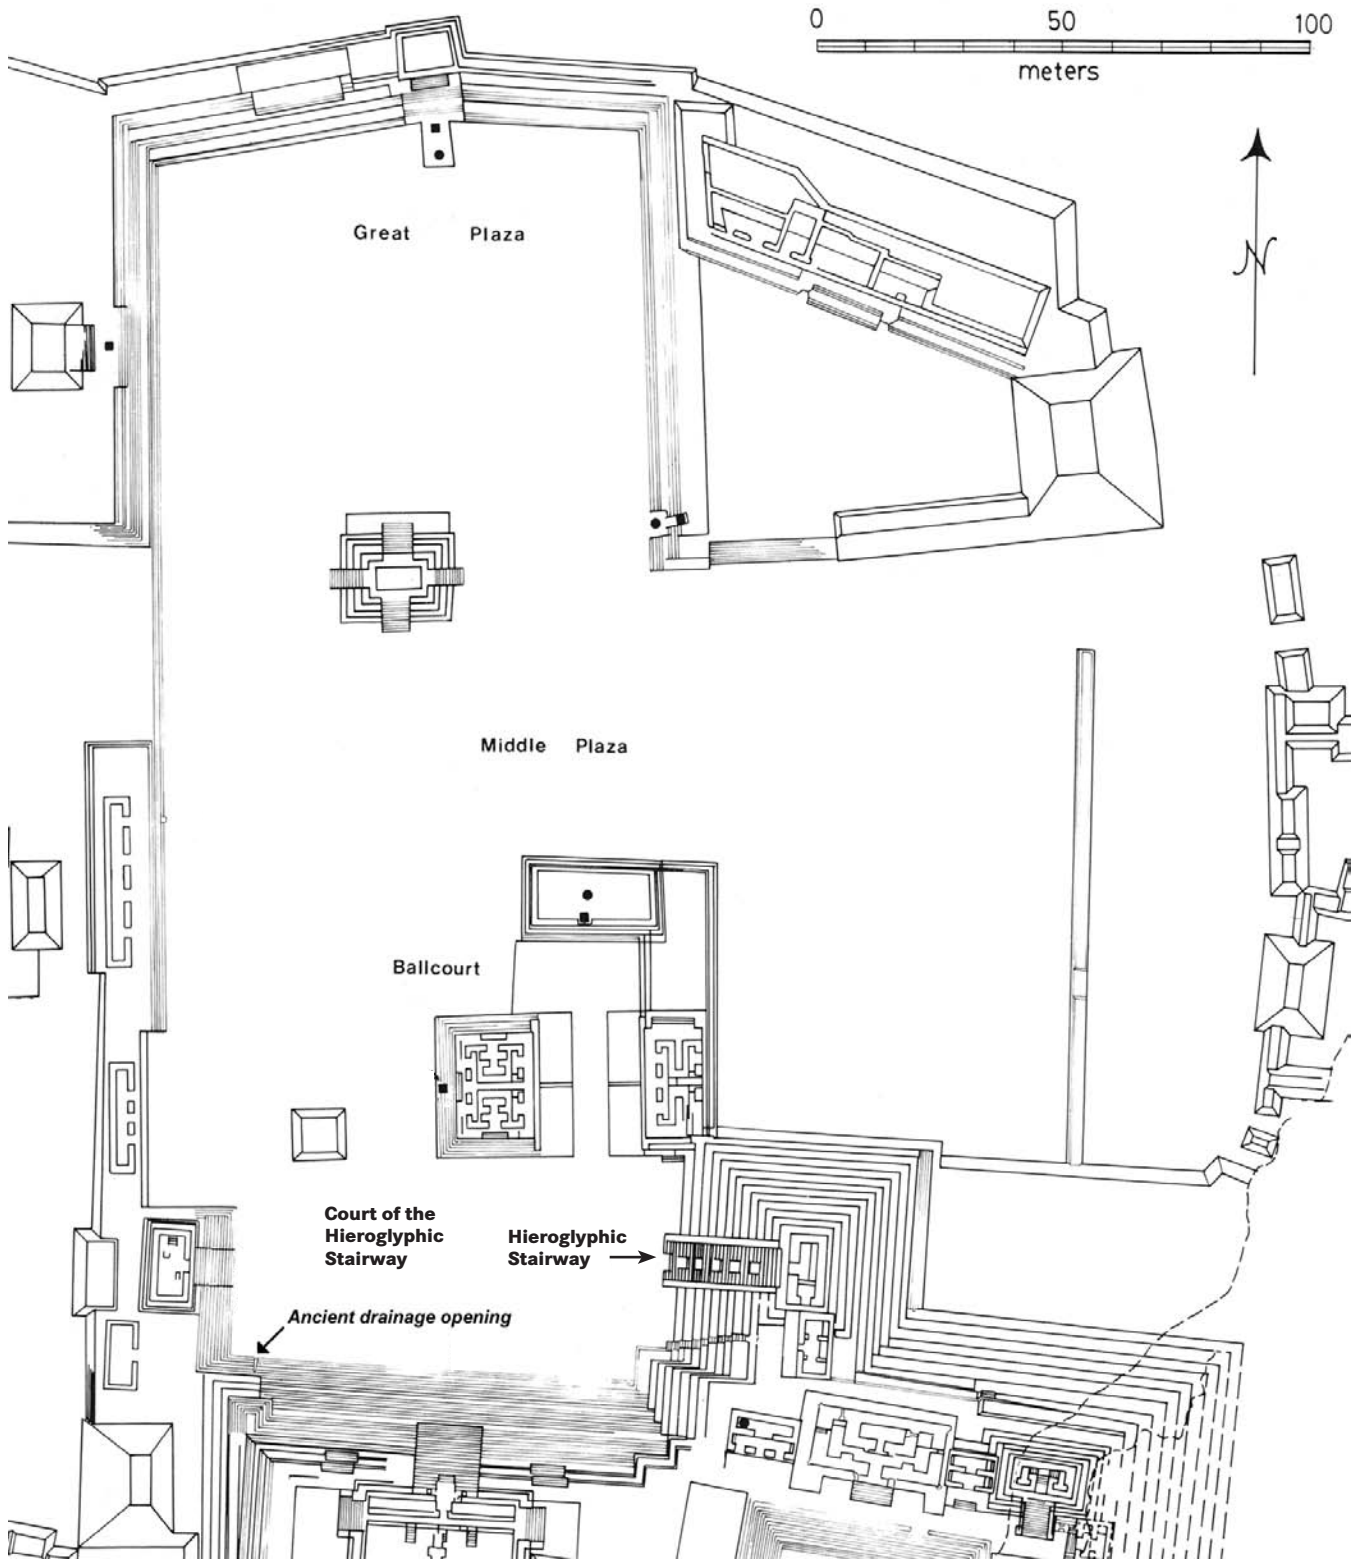 0 50 100
meters
N
Great Plaza
Middle Plaza
Ballcourt
Court of the
Hieroglyphic
Stairway
Hieroglyphic
Stairway
Ancient drainage opening